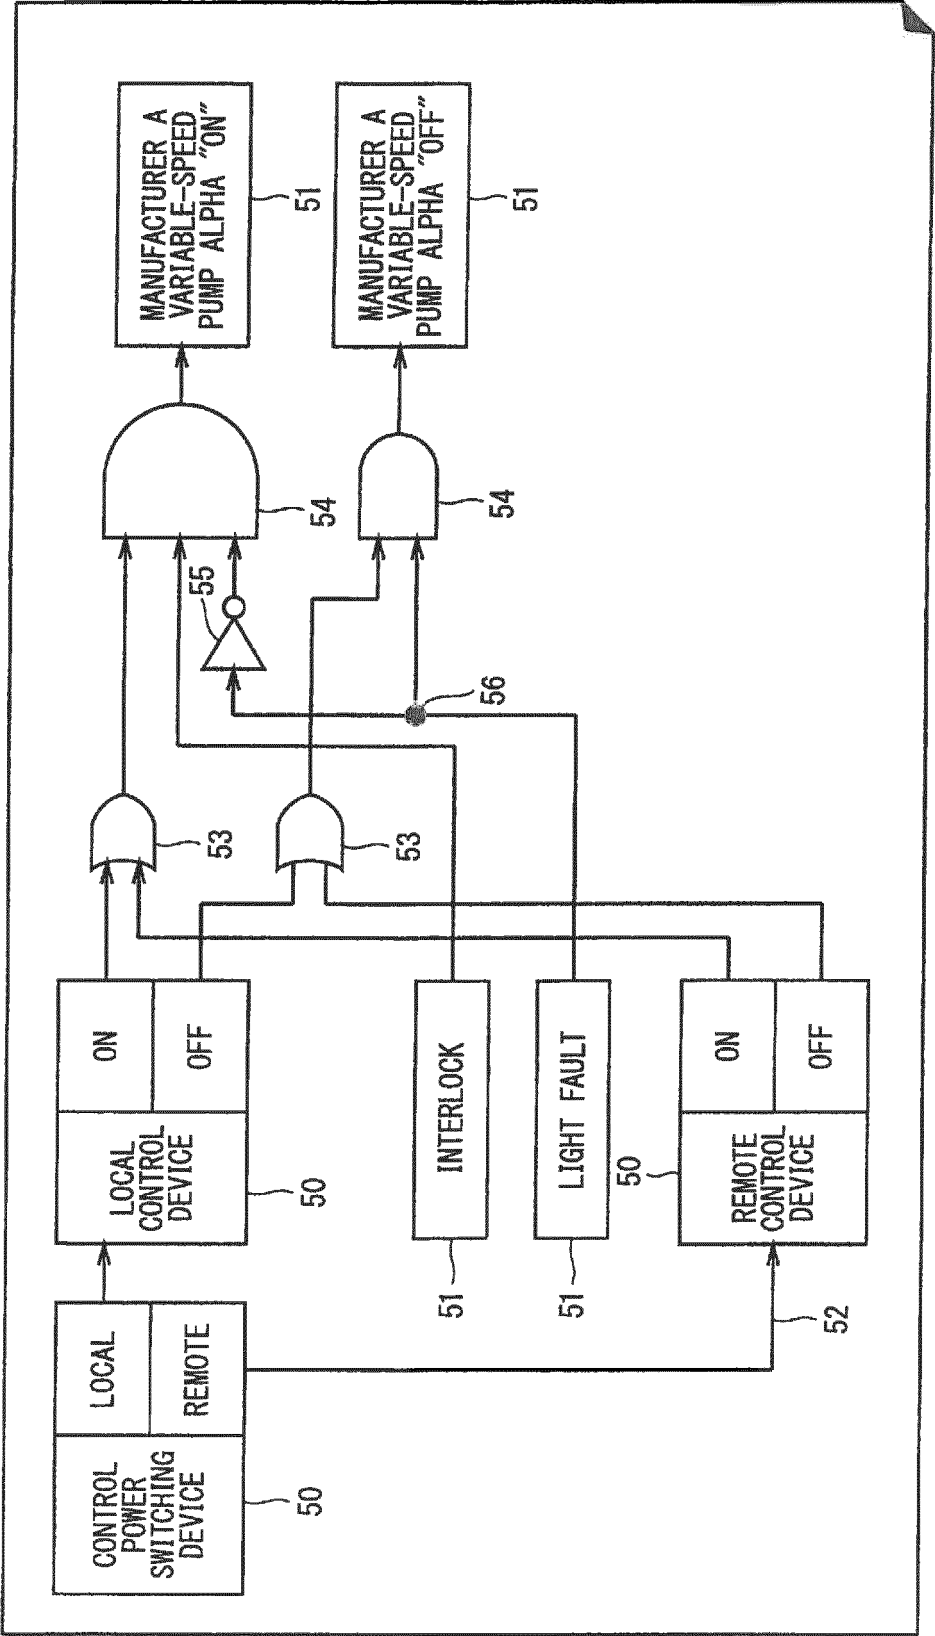 CONTROL
POWER
SWITCHING
DEVICE
LOCAL
REMOTE
50
LOCAL
CONTROL
DEVICE
ON
OFF
50
53
53
INTERLOCK
51
LIGHT FAULT
51
50
REMOTE
CONTROL
DEVICE
ON
OFF
52
55
56
54
54
MANUFACTURER A
VARIABLE-SPEED
PUMP ALPHA "ON"
51
MANUFACTURER A
VARIABLE-SPEED
PUMP ALPHA "OFF"
51